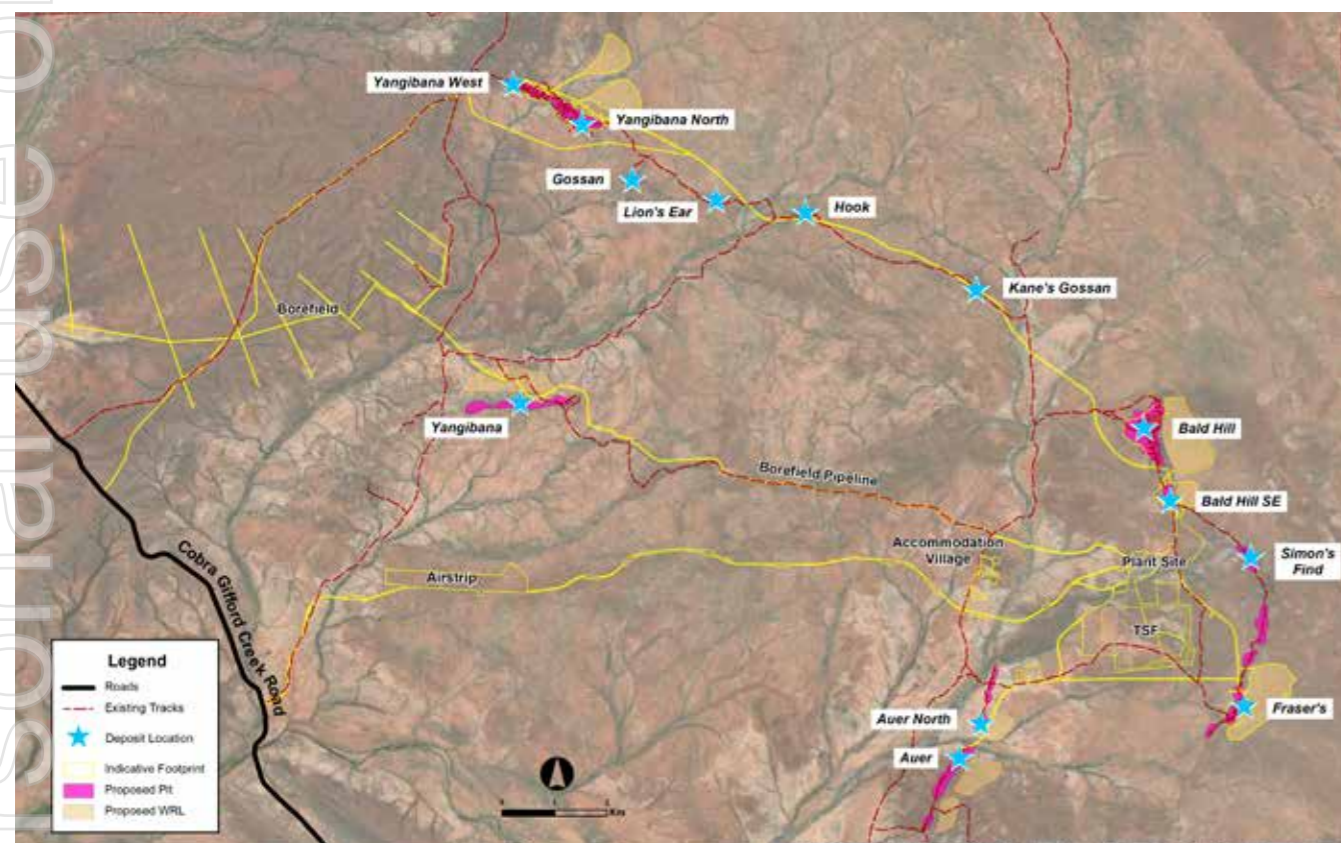 Yangibana West
Yangibana North
Gossan
Lion's Ear
Hook
Kane's Gossan
Borefield
Yangibana
Bald Hill
Borefield Pipeline
Bald Hill SE
Accommodation
Village
Plant Site
Simon's
Find
Airstrip
Cobra Gifford Creek Road
TSF
Legend
Roads
Existing Tracks
Deposit Location
Indicative Footprint
Proposed Pit
Proposed WRL
Auer North
Fraser's
Auer
Km